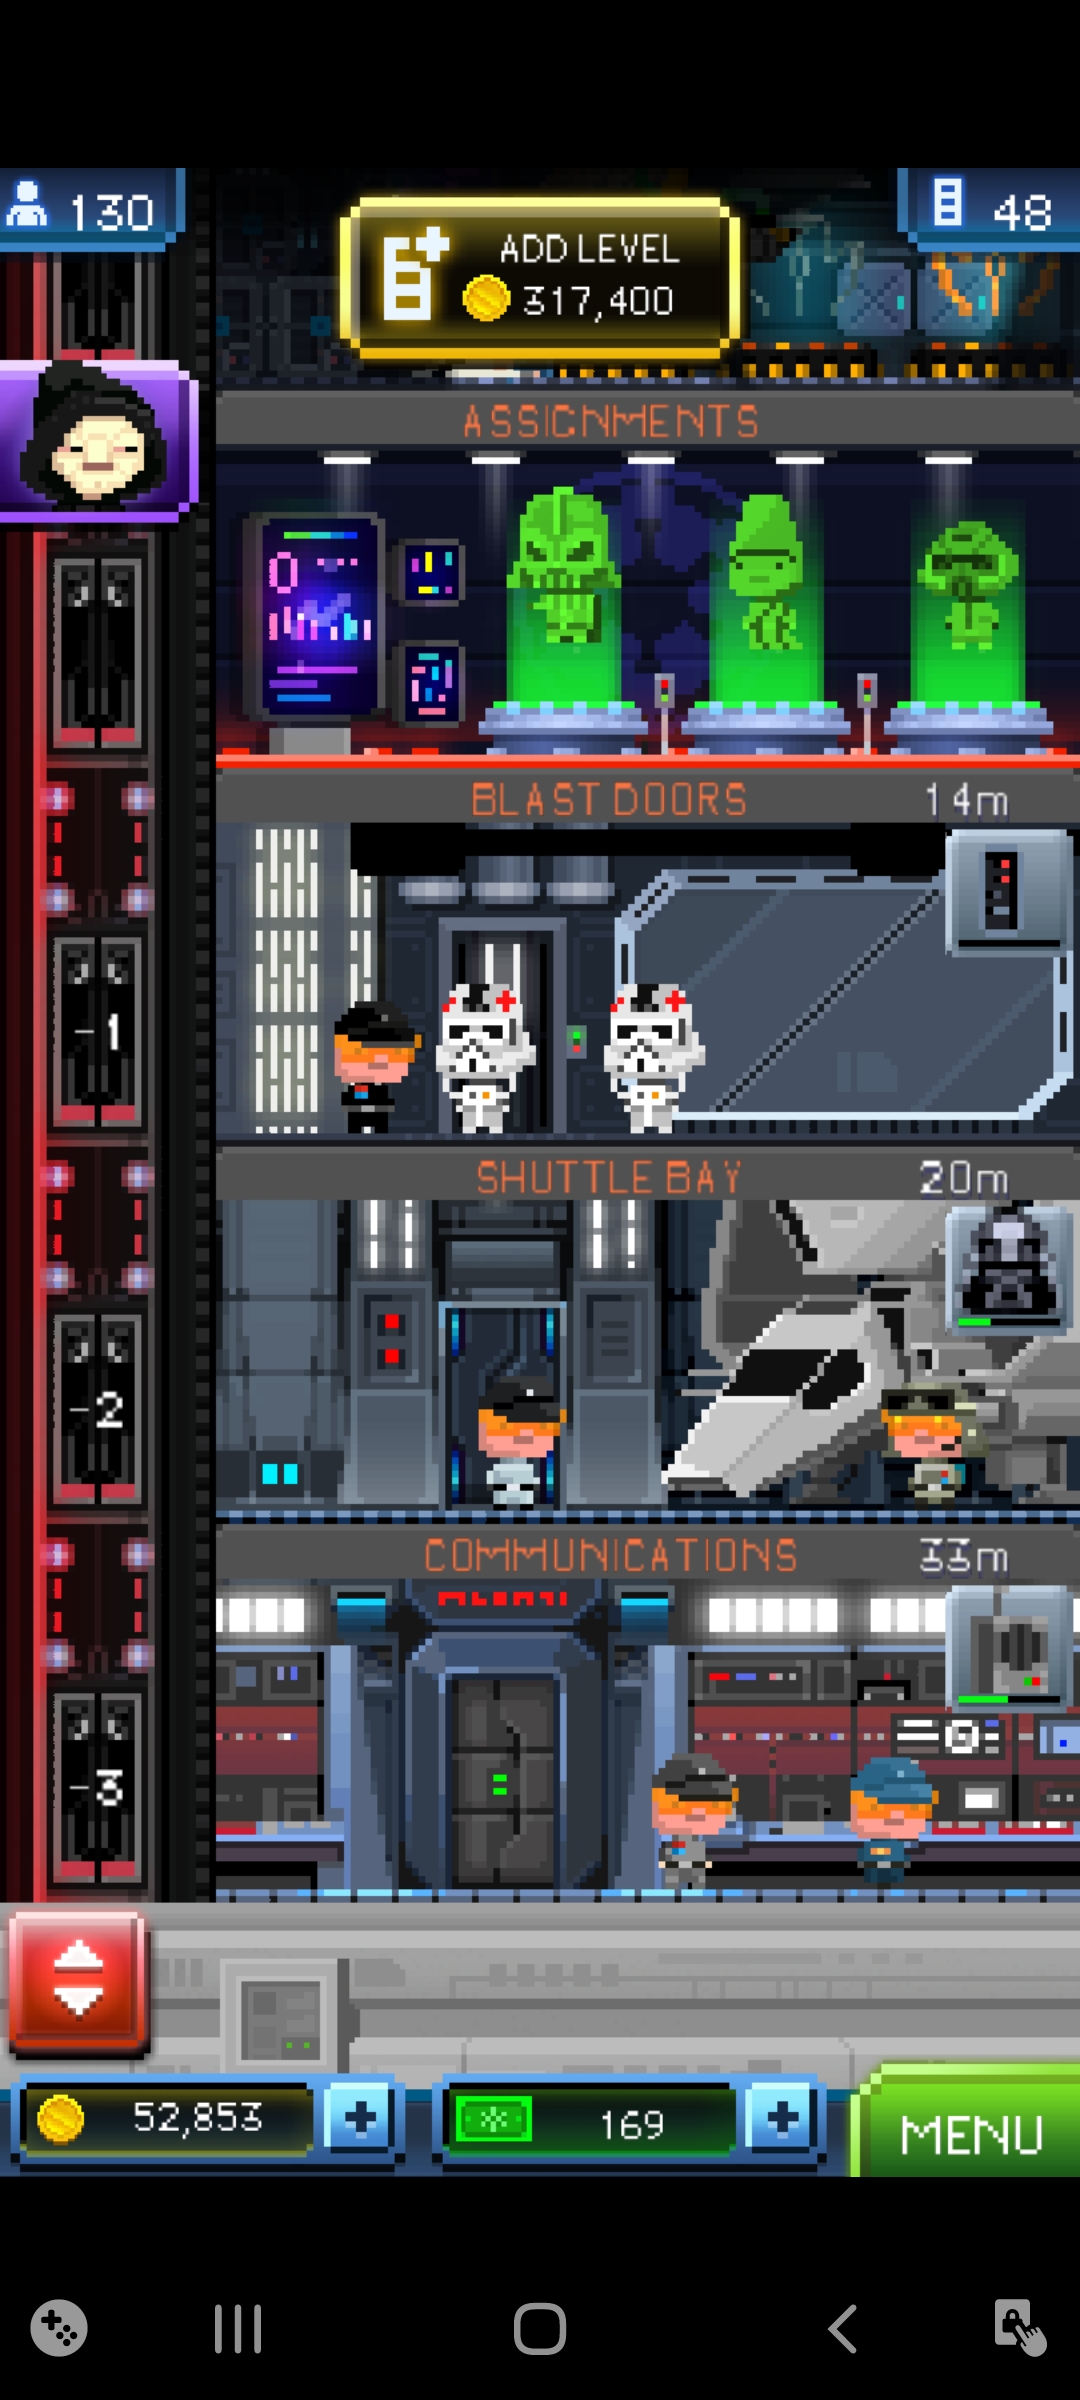 130
ADD LEVEL
317,400
48
ASSIGNMENTS
BLAST DOORS 14m
-1
SHUTTLE BAY 20m
-2
COMMUNICATIONS 33m
-3
52,853
169
MENU